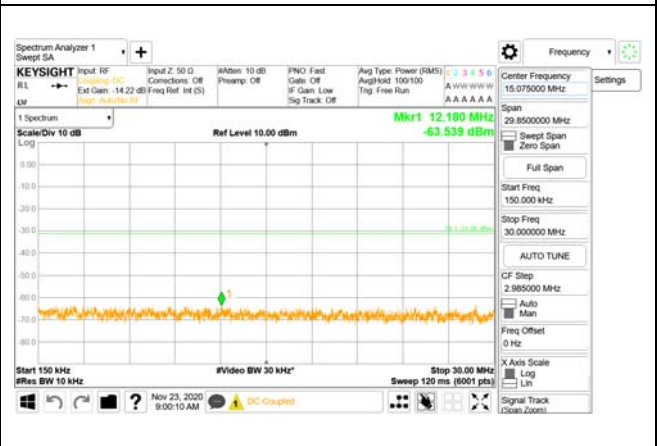 Spectrum Analyzer 1
Swept SA
+
Frequency
KEYSIGHT
RL
Input: RF
Coupling: DC
Ext Gain: -14.22 dB
Align: Auto/No RF
Input Z: 50 Ω
Corrections: Off
Freq Ref: Int (S)
#Atten: 10 dB
Preamp: Off
PNO: Fast
Gate: Off
IF Gain: Low
Sig Track: Off
Avg Type: Power (RMS)
Avg|Hold: 100/100
Trig: Free Run
1 2 3 4 5 6
A W W W W W
A A A A A A
1 Spectrum
Scale/Div 10 dB
Log
Ref Level 10.00 dBm
Mkr1 12.180 MHz
-63.539 dBm
0.00
-10.0
-20.0
-30.0
-40.0
-50.0
-60.0
-70.0
-80.0
1
Start 150 kHz
#Res BW 10 kHz
#Video BW 30 kHz*
Stop 30.00 MHz
Sweep 120 ms (6001 pts)
Nov 23, 2020
9:00:10 AM
DC Coupled
Center Frequency
15.075000 MHz
Settings
Span
29.8500000 MHz
Swept Span
Zero Span
Full Span
Start Freq
150.000 kHz
Stop Freq
30.000000 MHz
AUTO TUNE
CF Step
2.985000 MHz
Auto
Man
Freq Offset
0 Hz
X Axis Scale
Log
Lin
Signal Track
(Span Zoom)